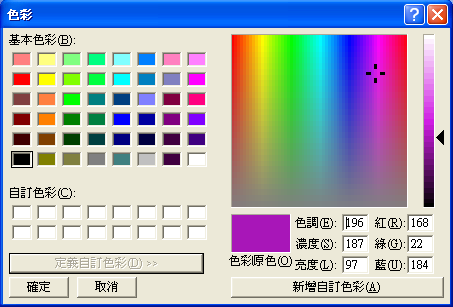 色彩
基本色彩(B):
自訂色彩(C):
定義自訂色彩(D) >>
確定 取消
色彩|原色(O)
色調(E): 196 紅(R): 168
濃度(S): 187 綠(G): 22
亮度(L): 97 藍(U): 184
新增自訂色彩(A)